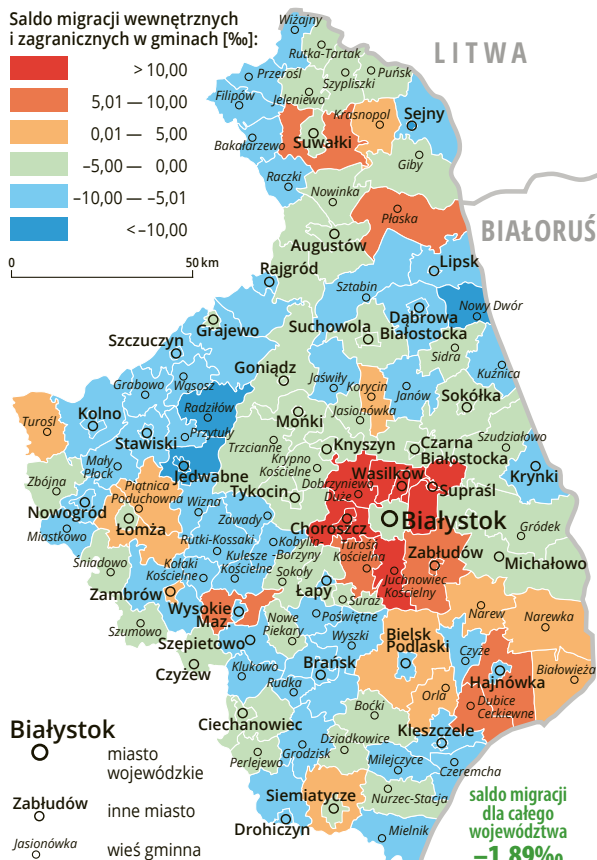 Saldo migracji wewnętrznych
i zagranicznych w gminach [‰]:
> 10,00
5,01 — 10,00
0,01 — 5,00
−5,00 — 0,00
−10,00 — −5,01
< −10,00
0
50 km
LITWA
BIAŁORUŚ
Wiżajny
Rutka-Tartak
Przerośl
Szypliszki
Puńsk
Filipów
Jeleniewo
Krasnopol
Sejny
Bakałarzewo
Suwałki
Giby
Raczki
Nowinka
Płaska
Augustów
Lipsk
Rajgród
Sztabin
Nowy Dwór
Dąbrowa
Białostocka
Grajewo
Suchowola
Sidra
Szczuczyn
Kuźnica
Goniądz
Jaświły
Korycin
Janów
Grabowo
Wąsosz
Radziłów
Sokółka
Turośl
Kolno
Mońki
Jasionówka
Stawiski
Przytuły
Trzcianne
Knyszyn
Czarna
Białostocka
Szudziałowo
Mały
Płock
Krypno
Kościelne
Zbójna
Jedwabne
Wasilków
Krynki
Piątnica
Poduchowna
Dobrzyniewo
Duże
Supraśl
Nowogród
Wizna
Tykocin
Miastkowo
Łomża
Zawady
Choroszcz
Białystok
Gródek
Rutki-Kossaki
Kobylin-
Borzyny
Turośń
Kościelna
Zabłudów
Michałowo
Śniadowo
Kołaki
Kościelne
Kulesze
Kościelne
Sokoły
Juchnowiec
Kościelny
Zambrów
Łapy
Wysokie
Maz.
Suraż
Narew
Narewka
Szumowo
Nowe
Piekary
Poświętne
Szepietowo
Wyszki
Bielsk
Podlaski
Czyże
Czyżew
Klukowo
Brańsk
Hajnówka
Białowieża
Rudka
Orla
Dubice
Cerkiewne
Boćki
Ciechanowiec
Kleszczele
Dziadkowice
Perlejewo
Grodzisk
Milejczyce
Czeremcha
Siemiatycze
Nurzec-Stacja
Drohiczyn
Mielnik
Białystok
miasto
wojewódzkie
Zabłudów
inne miasto
Jasionówka
wieś gminna
saldo migracji
dla całego
województwa
−1,89‰